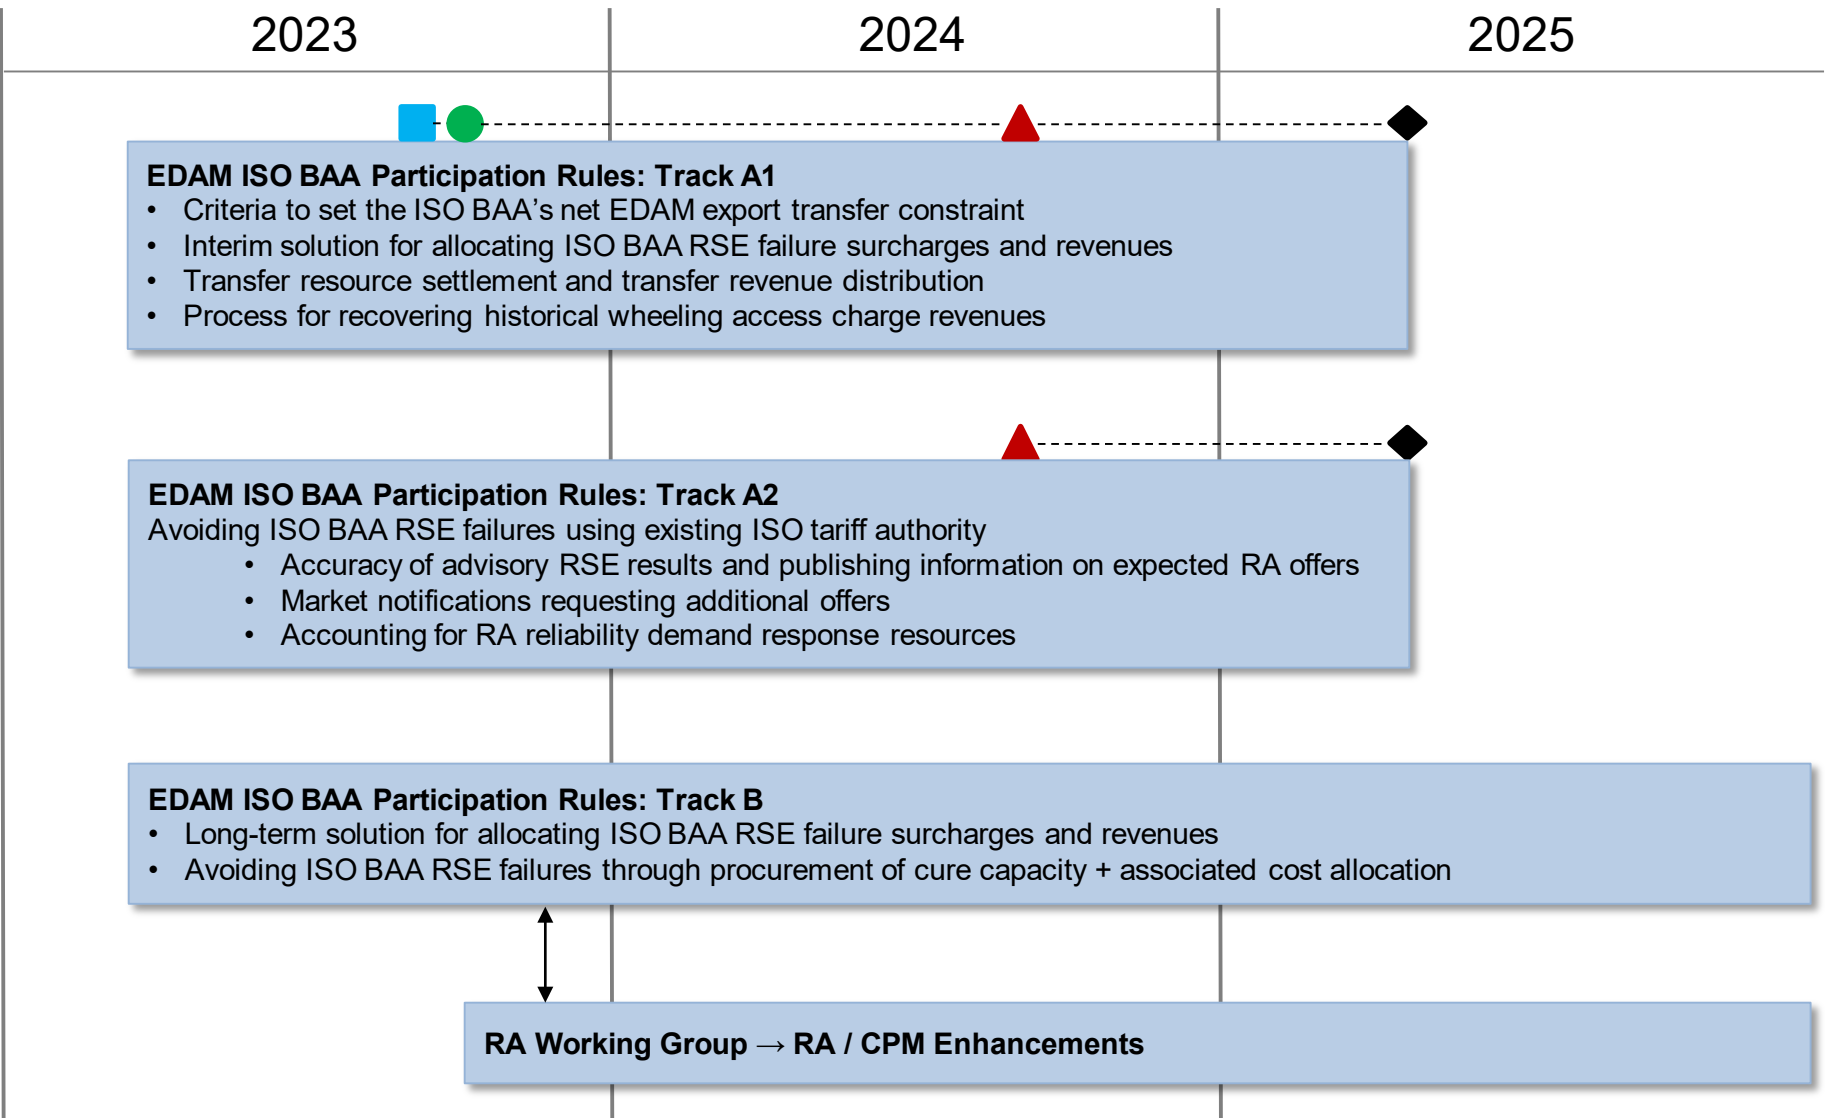 2023
2024
2025
EDAM ISO BAA Participation Rules: Track A1
• Criteria to set the ISO BAA’s net EDAM export transfer constraint
• Interim solution for allocating ISO BAA RSE failure surcharges and revenues
• Transfer resource settlement and transfer revenue distribution
• Process for recovering historical wheeling access charge revenues
EDAM ISO BAA Participation Rules: Track A2
Avoiding ISO BAA RSE failures using existing ISO tariff authority
• Accuracy of advisory RSE results and publishing information on expected RA offers
• Market notifications requesting additional offers
• Accounting for RA reliability demand response resources
EDAM ISO BAA Participation Rules: Track B
• Long-term solution for allocating ISO BAA RSE failure surcharges and revenues
• Avoiding ISO BAA RSE failures through procurement of cure capacity + associated cost allocation
RA Working Group → RA / CPM Enhancements